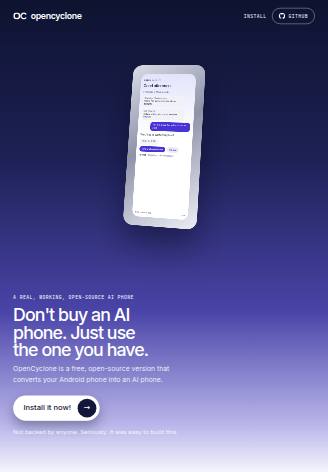 OC opencyclone
INSTALL
GITHUB
Good afternoon
A REAL, WORKING, OPEN-SOURCE AI PHONE
Don't buy an AI
phone. Just use
the one you have.
OpenCyclone is a free, open-source version that
converts your Android phone into an AI phone.
Install it now! →
Not backed by anyone. Seriously. It was easy to build this.